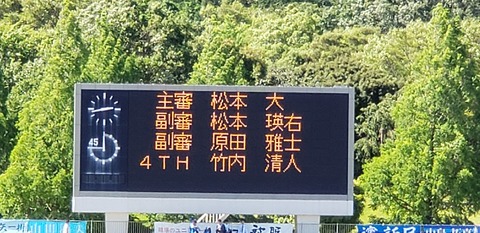 主審 松本 大
副審 松本 瑛右
副審 原田 雅士
4TH 竹内 清人
45